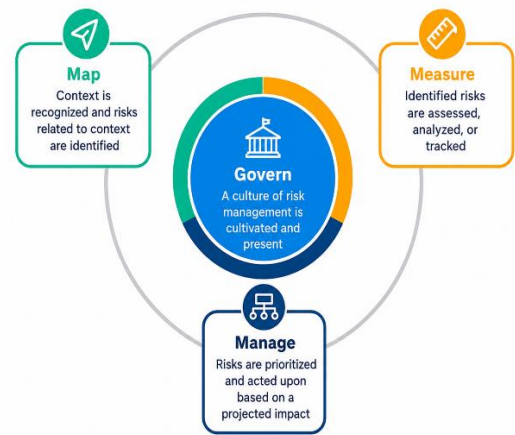 Map
Context is
recognized and risks
related to context
are identified
Measure
Identified risks
are assessed,
analyzed, or
tracked
Govern
A culture of risk
management is
cultivated and
present
Manage
Risks are prioritized
and acted upon
based on a
projected impact